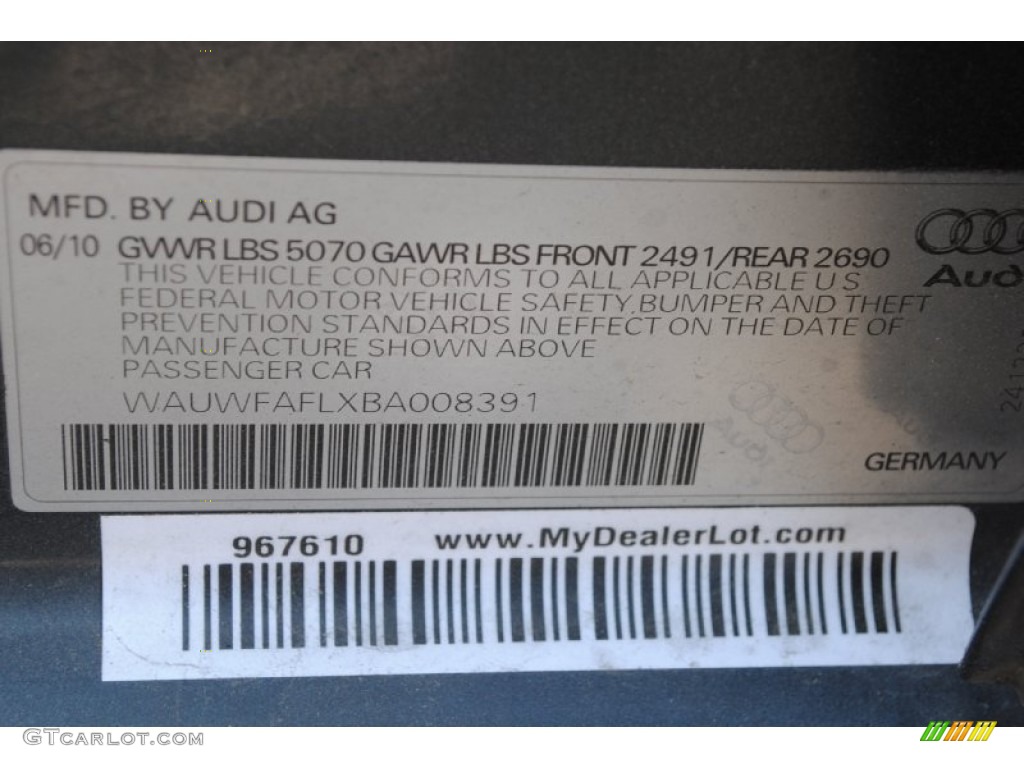 MFD. BY AUDI AG
06/10 GVWR LBS 5070 GAWR LBS FRONT 2491/REAR 2690
THIS VEHICLE CONFORMS TO ALL APPLICABLE U S
FEDERAL MOTOR VEHICLE SAFETY,BUMPER AND THEFT
PREVENTION STANDARDS IN EFFECT ON THE DATE OF
MANUFACTURE SHOWN ABOVE
PASSENGER CAR
WAUWFAFLXBA008391
Audi
GERMANY
967610 www.MyDealerLot.com
GTCarLot.com